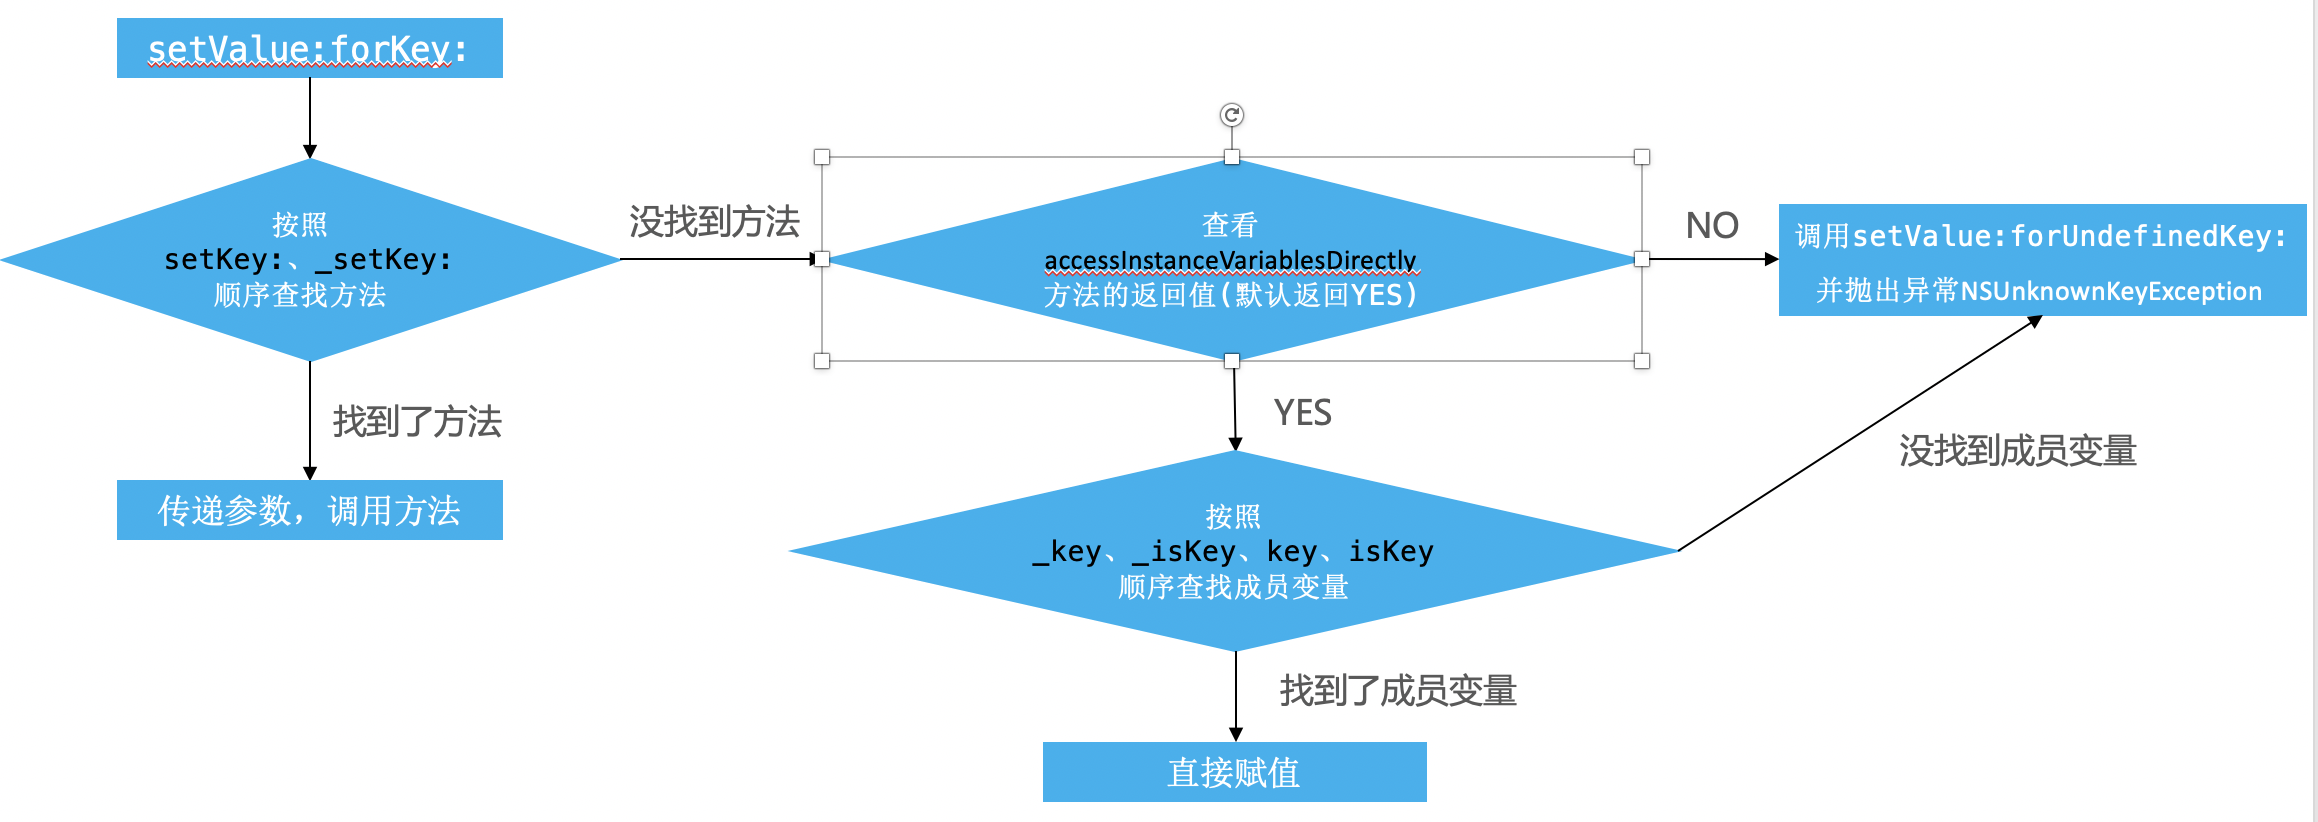 setValue:forKey:
按照
setKey:、_setKey:
顺序查找方法
没找到方法
找到了方法
传递参数，调用方法
查看
accessInstanceVariablesDirectly
方法的返回值(默认返回YES)
NO
调用setValue:forUndefinedKey:
并抛出异常NSUnknownKeyException
YES
按照
_key、_isKey、key、isKey
顺序查找成员变量
没找到成员变量
找到了成员变量
直接赋值